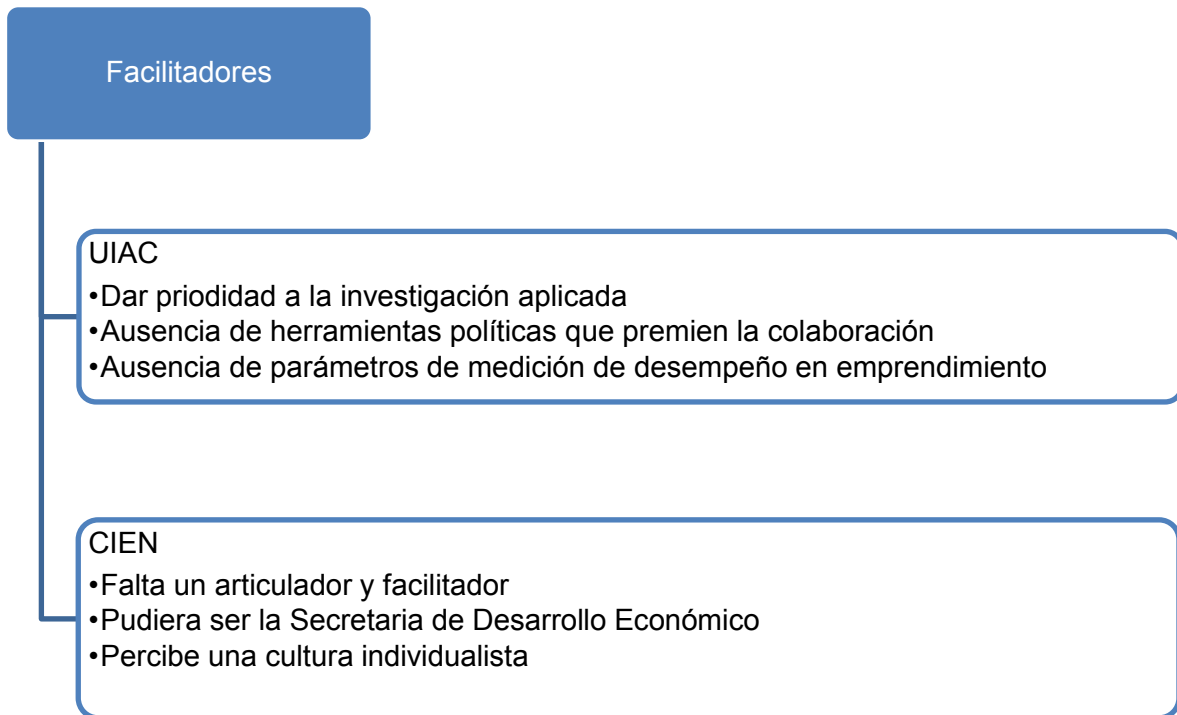 Facilitadores
UIAC
•Dar priodidad a la investigación aplicada
•Ausencia de herramientas políticas que premien la colaboración
•Ausencia de parámetros de medición de desempeño en emprendimiento
CIEN
•Falta un articulador y facilitador
•Pudiera ser la Secretaria de Desarrollo Económico
•Percibe una cultura individualista